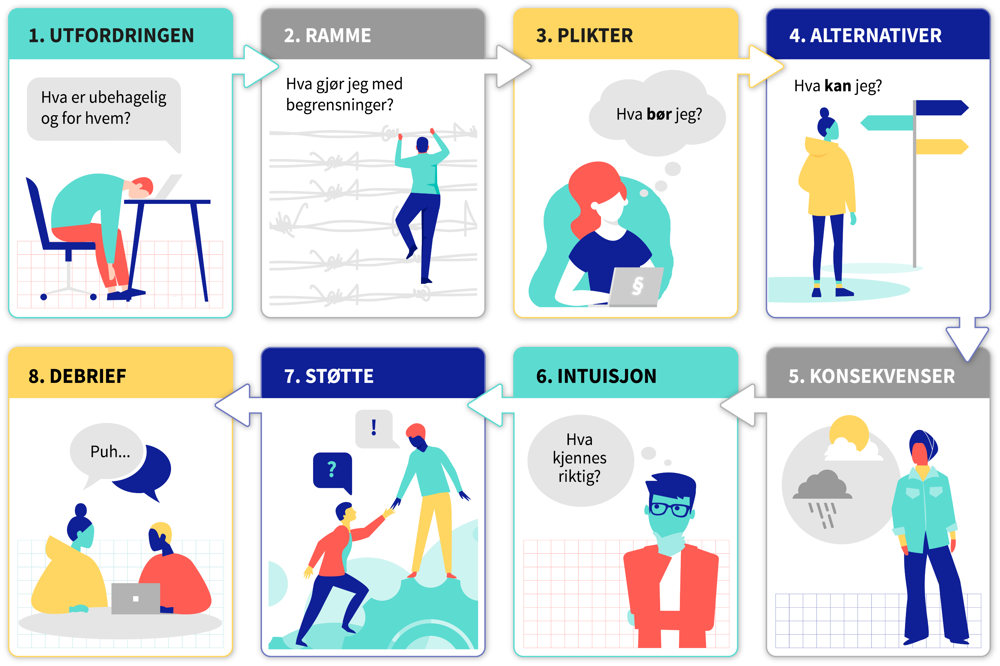 1. UTFORDRINGEN
Hva er ubehagelig
og for hvem?
2. RAMME
Hva gjør jeg med
begrensninger?
3. PLIKTER
Hva bør jeg?
§
4. ALTERNATIVER
Hva kan jeg?
5. KONSEKVENSER
6. INTUISJON
Hva
kjennes
riktig?
7. STØTTE
!
?
8. DEBRIEF
Puh...